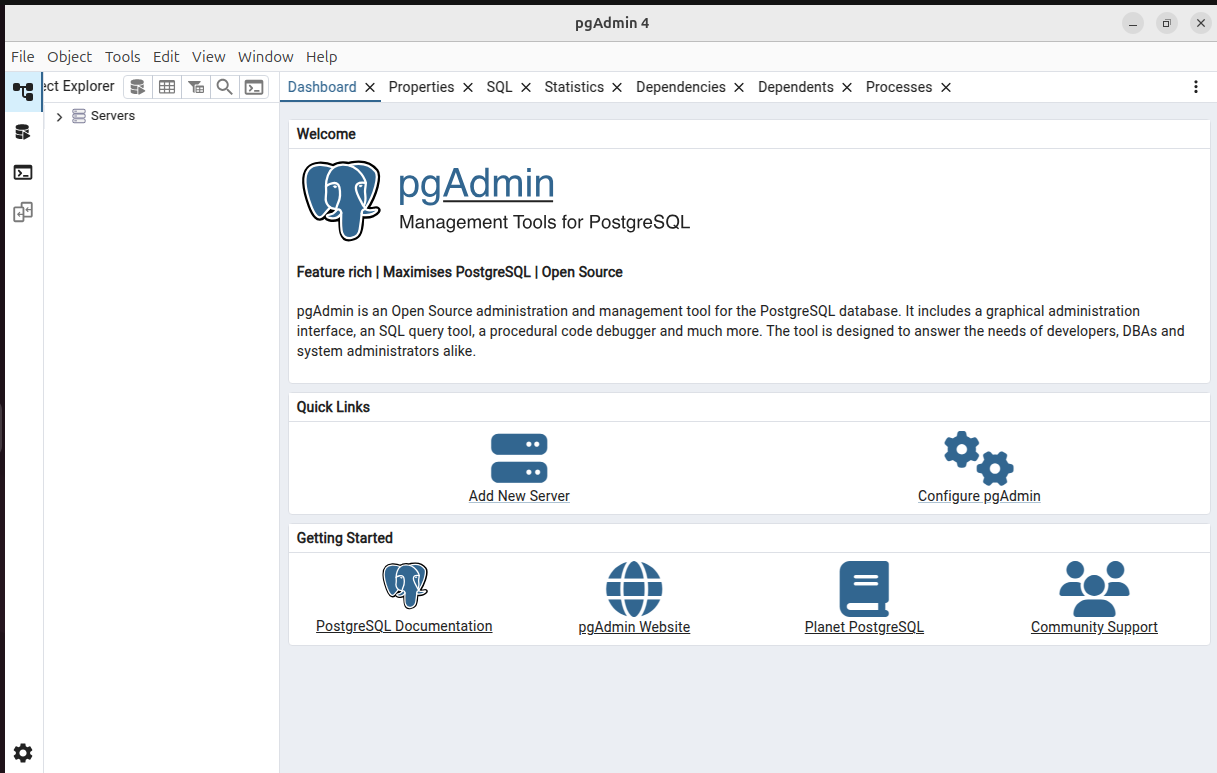 pgAdmin 4
File Object Tools Edit View Window Help
ect Explorer
Dashboard Properties SQL Statistics Dependencies Dependents Processes
Servers
Welcome
pgAdmin
Management Tools for PostgreSQL
Feature rich | Maximises PostgreSQL | Open Source
pgAdmin is an Open Source administration and management tool for the PostgreSQL database. It includes a graphical administration
interface, an SQL query tool, a procedural code debugger and much more. The tool is designed to answer the needs of developers, DBAs and
system administrators alike.
Quick Links
Add New Server
Configure pgAdmin
Getting Started
PostgreSQL Documentation
pgAdmin Website
Planet PostgreSQL
Community Support